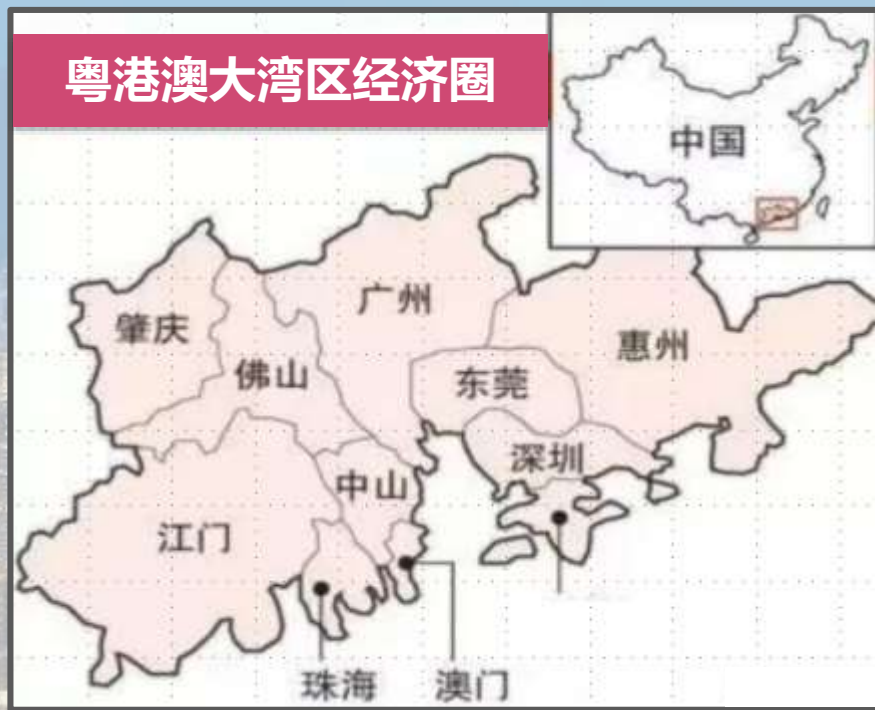 粤港澳大湾区经济圈
中国
广州
肇庆
惠州
佛山
东莞
深圳
中山
江门
珠海
澳门